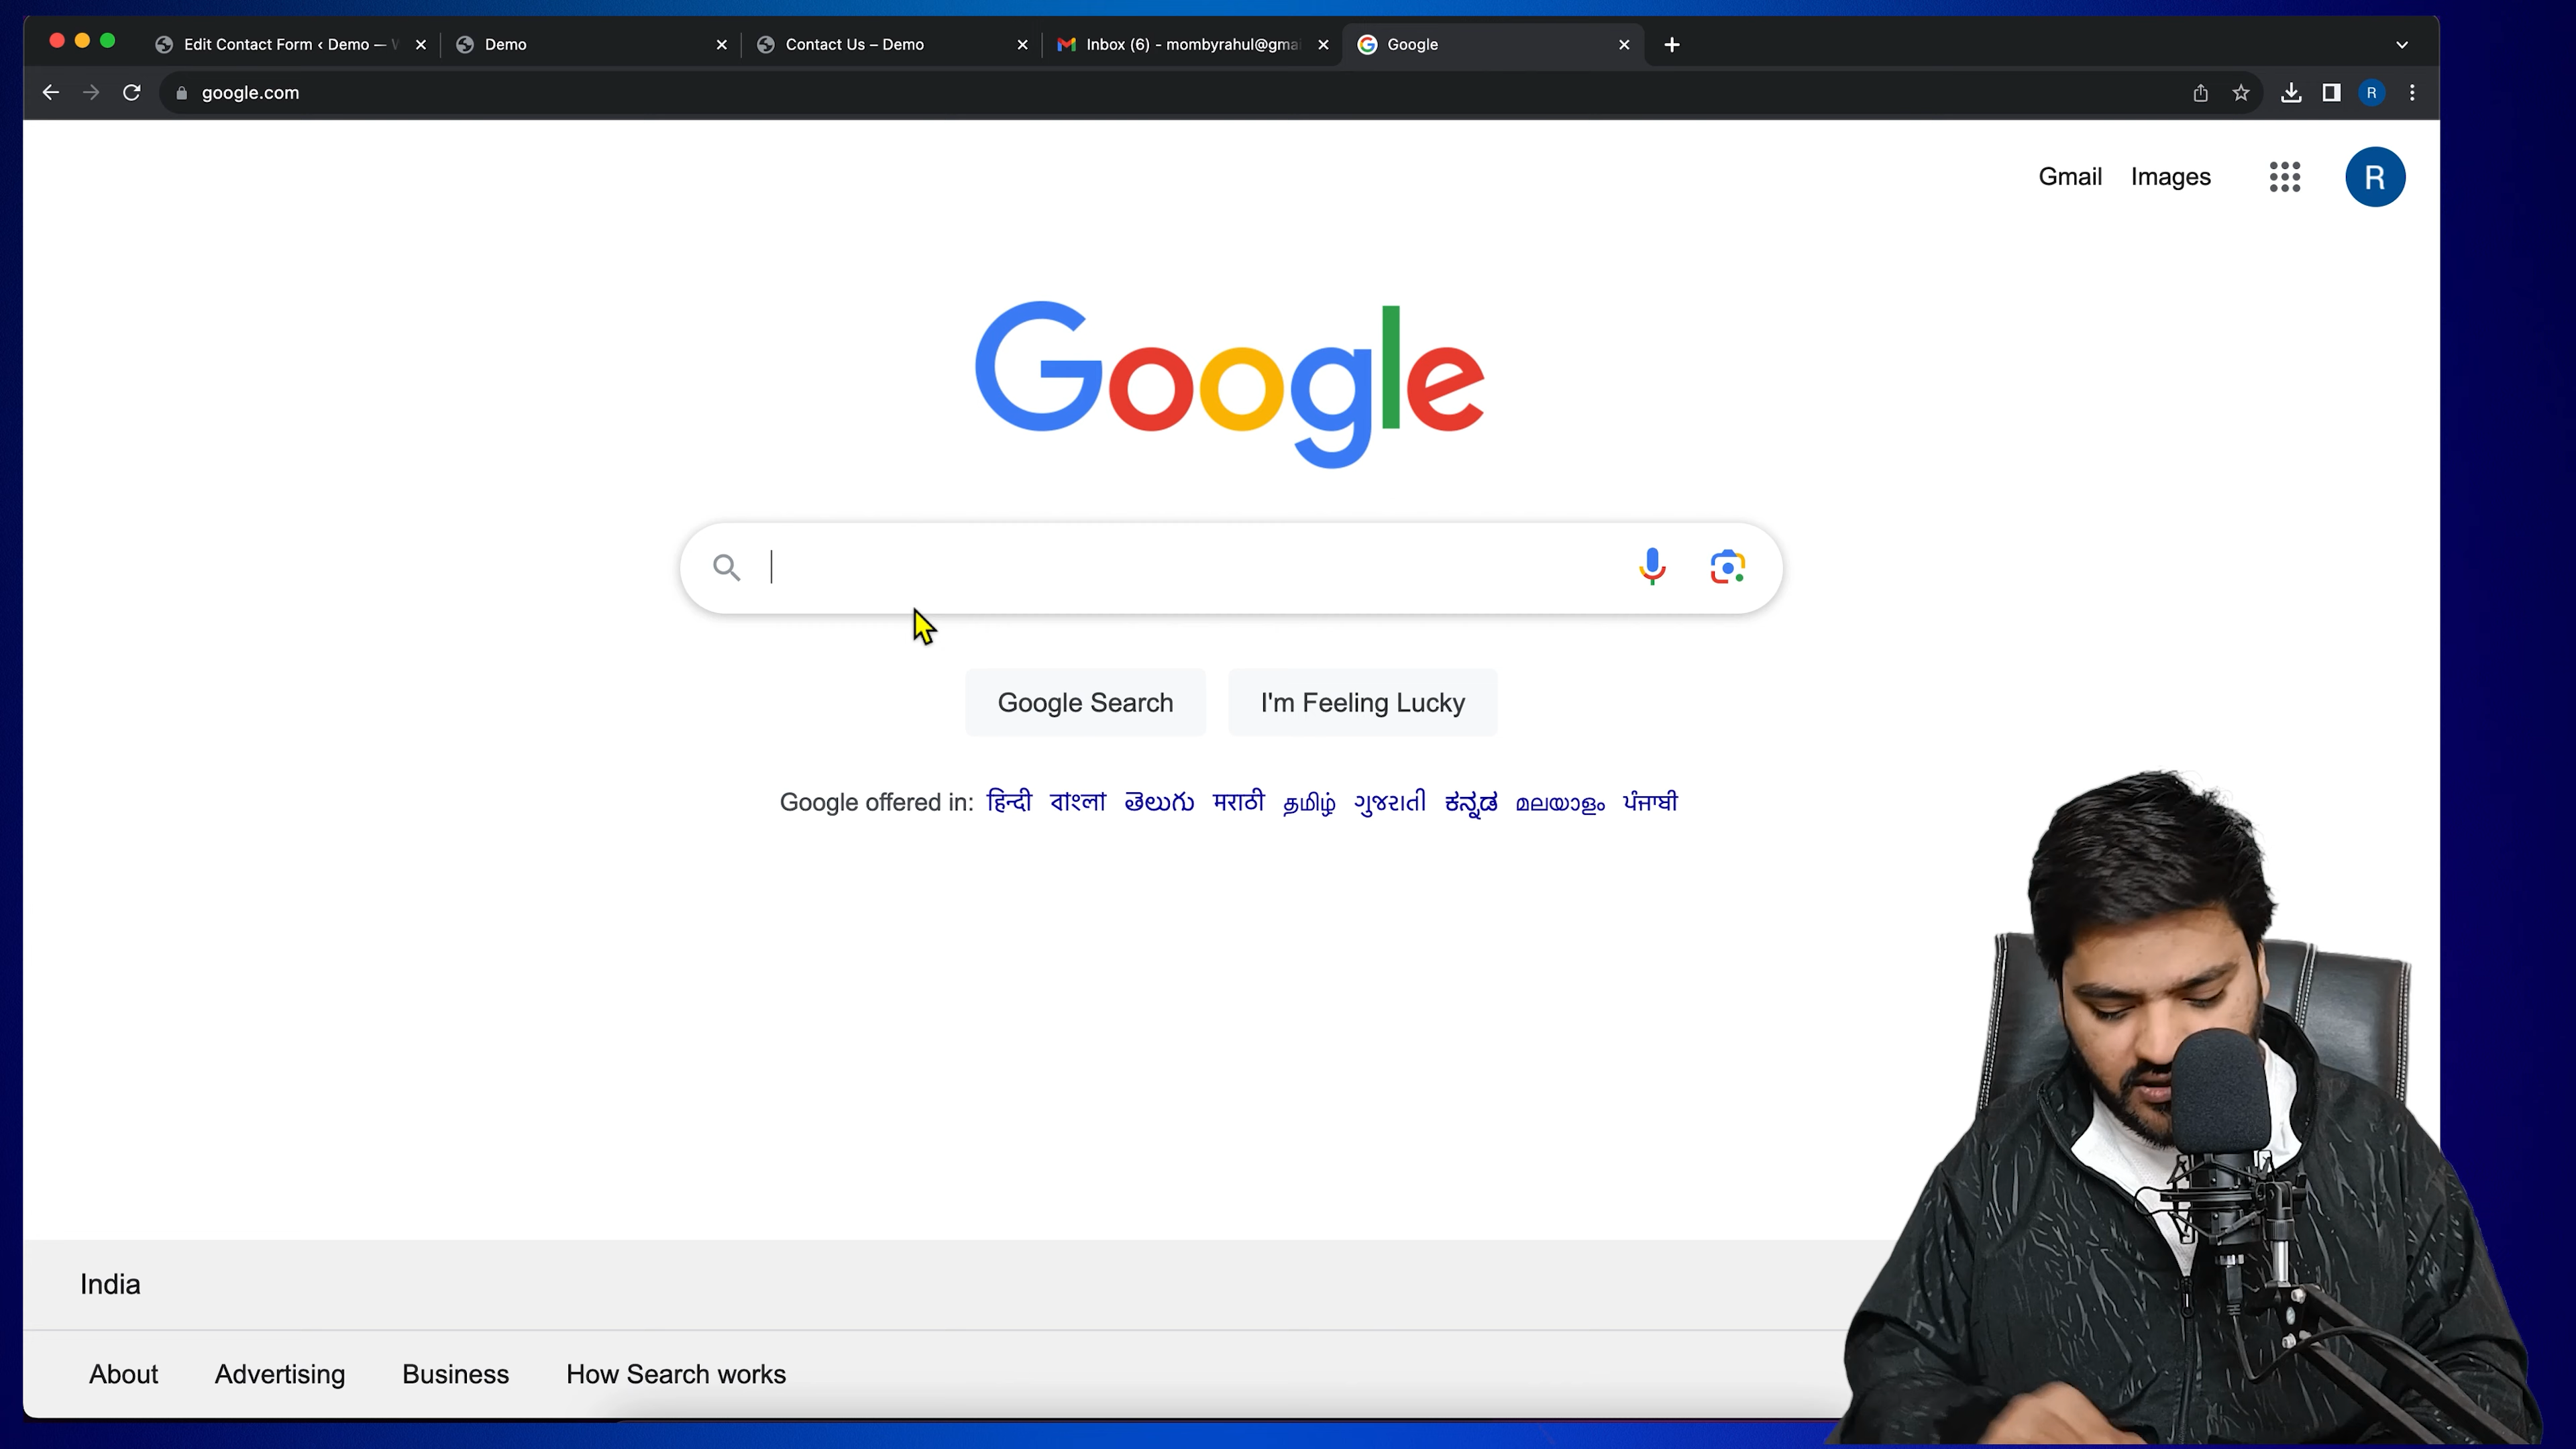 Edit Contact Form ‹ Demo —
Demo
Contact Us – Demo
Inbox (6) - mombyrahul@gmai
Google
google.com
R
Gmail
Images
R
Google
Google Search
I'm Feeling Lucky
Google offered in: हिन्दी বাংলা తెలుగు मराठी தமிழ் ગુજરાતી ಕನ್ನಡ മലയാളം ਪੰਜਾਬੀ
India
About
Advertising
Business
How Search works